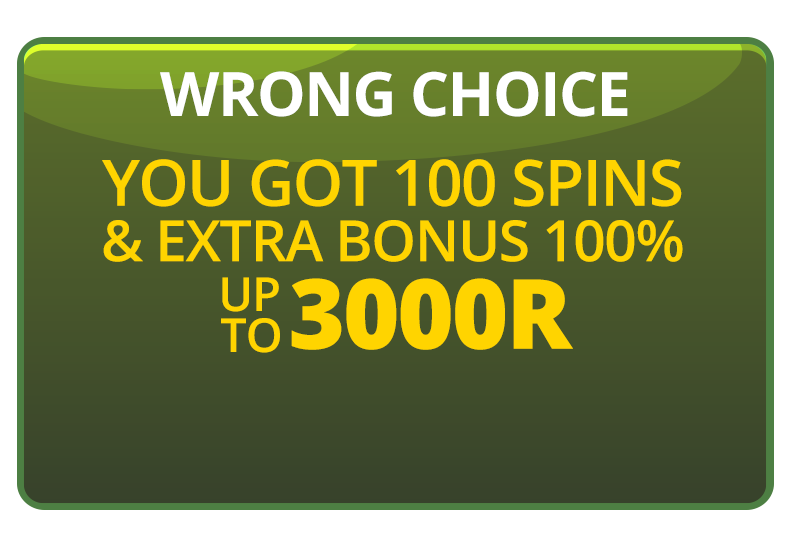 WRONG CHOICE
YOU GOT 100 SPINS
& EXTRA BONUS 100%
UP TO 3000R